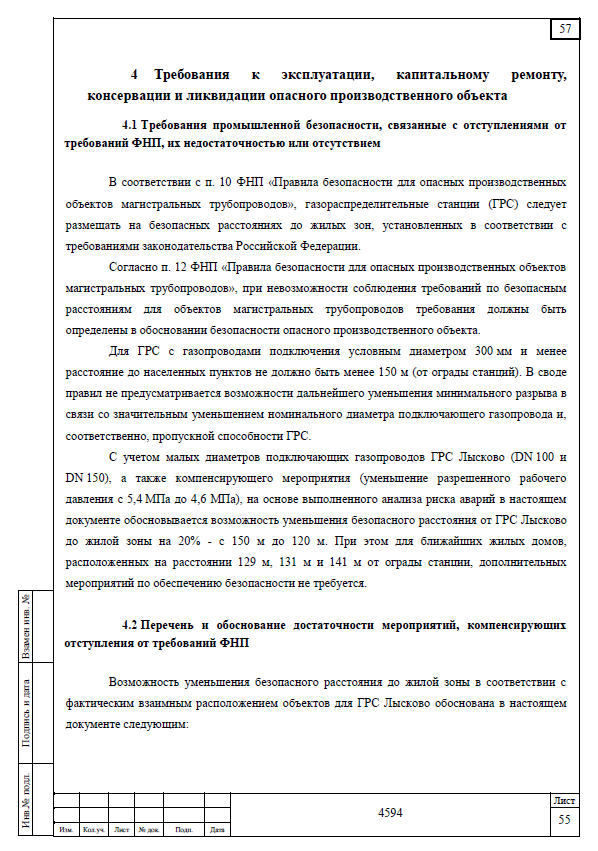 57
4 Требования к эксплуатации, капитальному ремонту,
консервации и ликвидации опасного производственного объекта
4.1 Требования промышленной безопасности, связанные с отступлениями от
требований ФНП, их недостаточностью или отсутствием
В соответствии с п. 10 ФНП «Правила безопасности для опасных производственных
объектов магистральных трубопроводов», газораспределительные станции (ГРС) следует
размещать на безопасных расстояниях до жилых зон, установленных в соответствии с
требованиями законодательства Российской Федерации.
Согласно п. 12 ФНП «Правила безопасности для опасных производственных объектов
магистральных трубопроводов», при невозможности соблюдения требований по безопасным
расстояниям для объектов магистральных трубопроводов требования должны быть
определены в обосновании безопасности опасного производственного объекта.
Для ГРС с газопроводами подключения условным диаметром 300 мм и менее
расстояние до населенных пунктов не должно быть менее 150 м (от ограды станций). В своде
правил не предусматривается возможности дальнейшего уменьшения минимального разрыва в
связи со значительным уменьшением номинального диаметра подключающего газопровода и,
соответственно, пропускной способности ГРС.
С учетом малых диаметров подключающих газопроводов ГРС Лысково (DN 100 и
DN 150), а также компенсирующего мероприятия (уменьшение разрешенного рабочего
давления с 5,4 МПа до 4,6 МПа), на основе выполненного анализа риска аварий в настоящем
документе обосновывается возможность уменьшения безопасного расстояния от ГРС Лысково
до жилой зоны на 20% - с 150 м до 120 м. При этом для ближайших жилых домов,
расположенных на расстоянии 129 м, 131 м и 141 м от ограды станции, дополнительных
мероприятий по обеспечению безопасности не требуется.
4.2 Перечень и обоснование достаточности мероприятий, компенсирующих
отступления от требований ФНП
Возможность уменьшения безопасного расстояния до жилой зоны в соответствии с
фактическим взаимным расположением объектов для ГРС Лысково обоснована в настоящем
документе следующим:
Взамен инв. №
Подпись и дата
Инв.№ подл.
Изм. Кол.уч. Лист № док. Подп. Дата
4594
Лист
55